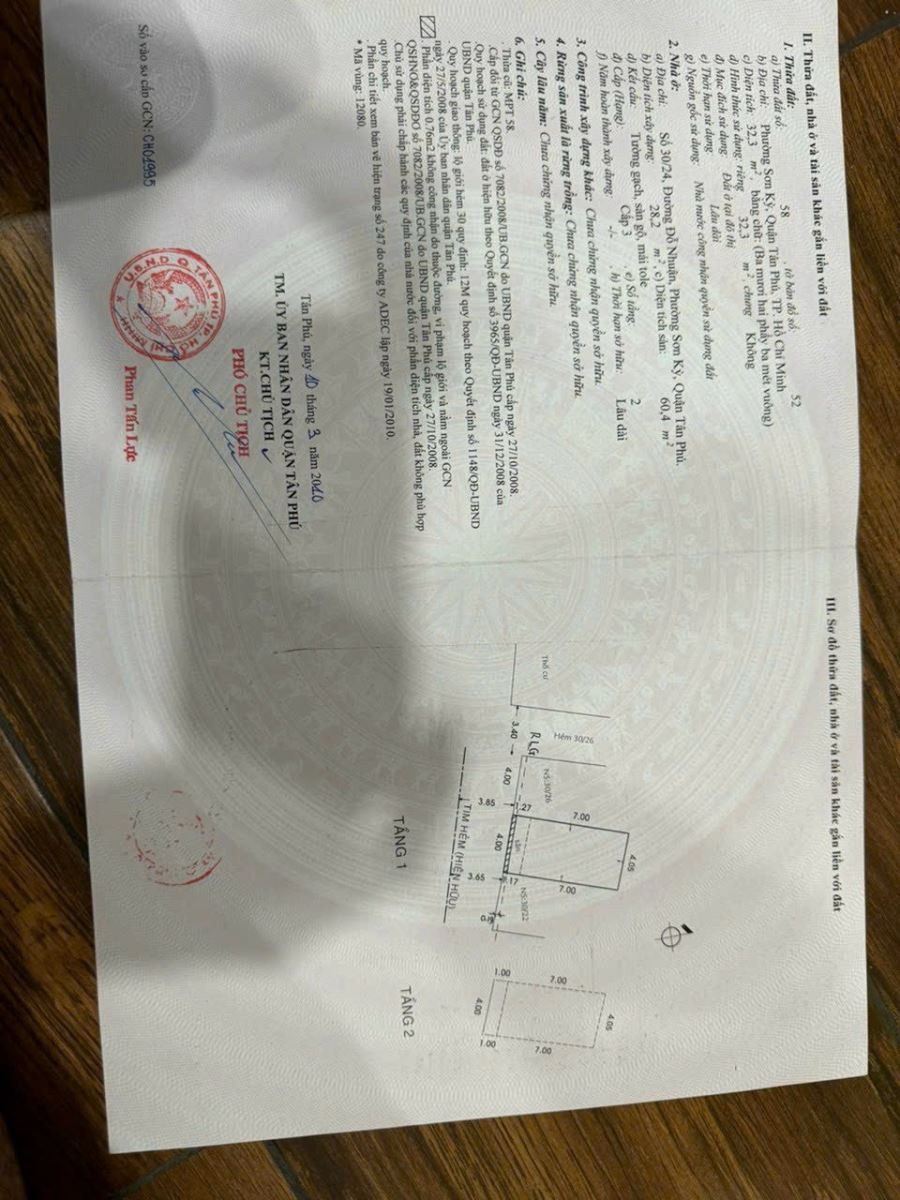 II. Thửa đất, nhà ở và tài sản khác gắn liền với đất
1. Thửa đất:
a) Thửa đất số: 58 , tờ bản đồ số: 52
b) Địa chỉ: Phường Sơn Kỳ, Quận Tân Phú, TP. Hồ Chí Minh
c) Diện tích: 32,3 m², bằng chữ: (Ba mươi hai phẩy ba mét vuông)
d) Hình thức sử dụng: riêng 32,3 m², chung Không
đ) Mục đích sử dụng Đất ở tại đô thị
e) Thời hạn sử dụng Lâu dài
g) Nguồn gốc sử dụng: Nhà nước công nhận quyền sử dụng đất
2. Nhà ở:
a) Địa chỉ: Số 30/24, Đường Đỗ Nhuận, Phường Sơn Kỳ, Quận Tân Phú.
b) Diện tích xây dựng: 28,2 m², c) Diện tích sàn: 60,4 m²
d) Kết cấu: Tường gạch, sàn gỗ, mái tole e) Số tầng 2
đ) Cấp (Hạng): Cấp 3
f) Năm hoàn thành xây dựng: -/- , h) Thời hạn sở hữu: Lâu dài
3. Công trình xây dựng khác: Chưa chứng nhận quyền sở hữu.
4. Rừng sản xuất là rừng trồng: Chưa chứng nhận quyền sở hữu.
5. Cây lâu năm: Chưa chứng nhận quyền sở hữu.
6. Ghi chú:
. Thửa cũ: MPT 58.
. Cấp đổi từ GCN QSDĐ số 7082/2008/UB.GCN do UBND quận Tân Phú cấp ngày 27/10/2008.
Quy hoạch sử dụng đất: đất ở hiện hữu theo Quyết định số 3965/QĐ-UBND ngày 31/12/2008 của
UBND quận Tân Phú.
. Quy hoạch giao thông: lộ giới hẻm 30 quy định: 12M quy hoạch theo Quyết định số 1148/QĐ-UBND
ngày 27/5/2008 của Ủy ban nhân dân quận Tân Phú.
. Phần diện tích 0.76m2 không công nhận do thuộc đường, vi phạm lộ giới và nằm ngoài GCN
QSHNO&QSDĐO số 7082/2008/UB.GCN do UBND quận Tân Phú cấp ngày 27/10/2008.
.Chủ sử dụng phải chấp hành các quy định của nhà nước đối với phần diện tích nhà, đất không phù hợp
quy hoạch.
. Phần chi tiết xem bản vẽ hiện trạng số 247 do công ty ADEC lập ngày 19/01/2010.
* Mã vùng: 12080.
Tân Phú, ngày 10 tháng 3 năm 2010
TM. ỦY BAN NHÂN DÂN QUẬN TÂN PHÚ
KT.CHỦ TỊCH
PHÓ CHỦ TỊCH
U.B.N.D Q. TÂN PHÚ T.P HỒ CHÍ MINH
Phan Tấn Lực
Số vào sổ cấp GCN: CH04995
III. Sơ đồ thửa đất, nhà ở và tài sản khác gắn liền với đất
Thổ cư
Hẻm 30/26
3.40
RLG
4.00
NS:30/26
3.85
.27
7.00
4.05
sân
4.00
7.00
3.65
.17
NS:30/22
TIM HẺM (HIỆN HỮU)
TẦNG 1
1.00
7.00
4.05
4.00
1.00
7.00
TẦNG 2